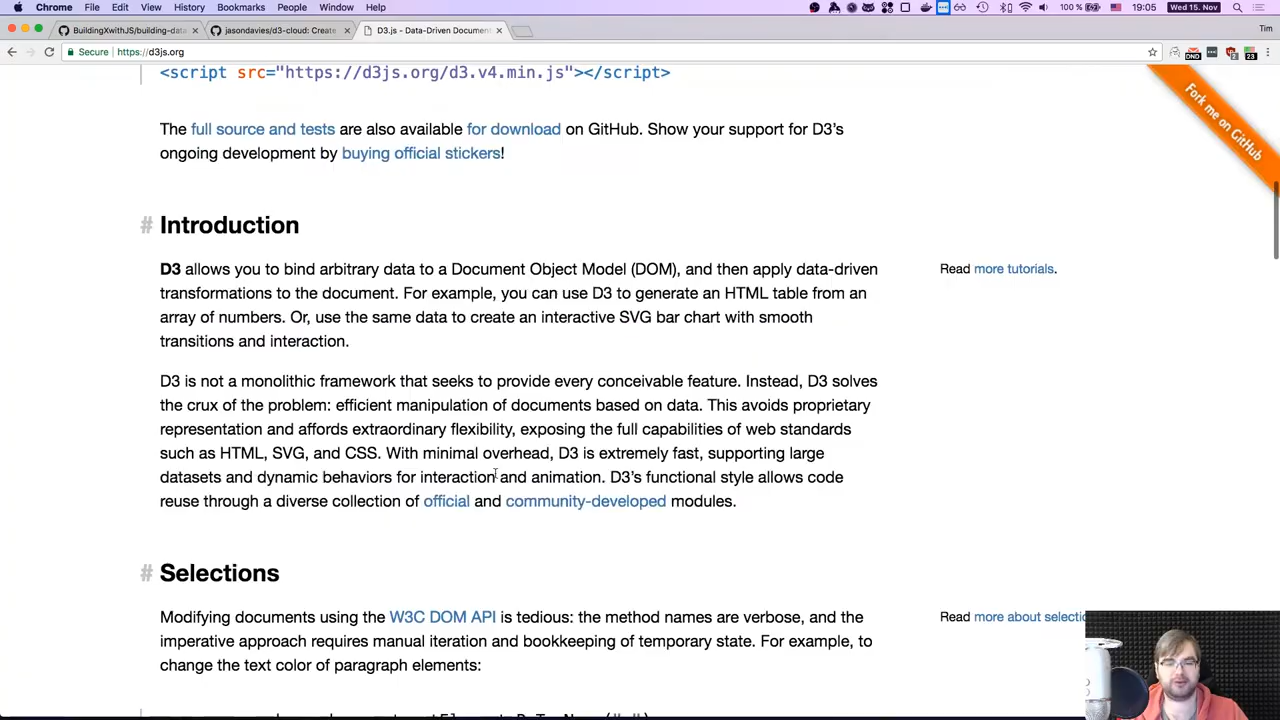 Chrome File Edit View History Bookmarks People Window Help 100 % 19:05 Wed 15. Nov
BuildingXwithJS/building-data jasondavies/d3-cloud: Create D3.js - Data-Driven Documen Tim
Secure https://d3js.org
DND 2 23
<script src="https://d3js.org/d3.v4.min.js"></script>
Fork me on GitHub
The full source and tests are also available for download on GitHub. Show your support for D3’s
ongoing development by buying official stickers!
# Introduction
D3 allows you to bind arbitrary data to a Document Object Model (DOM), and then apply data-driven
Read more tutorials.
transformations to the document. For example, you can use D3 to generate an HTML table from an
array of numbers. Or, use the same data to create an interactive SVG bar chart with smooth
transitions and interaction.
D3 is not a monolithic framework that seeks to provide every conceivable feature. Instead, D3 solves
the crux of the problem: efficient manipulation of documents based on data. This avoids proprietary
representation and affords extraordinary flexibility, exposing the full capabilities of web standards
such as HTML, SVG, and CSS. With minimal overhead, D3 is extremely fast, supporting large
datasets and dynamic behaviors for interaction and animation. D3’s functional style allows code
reuse through a diverse collection of official and community-developed modules.
# Selections
Modifying documents using the W3C DOM API is tedious: the method names are verbose, and the
Read more about selectio
imperative approach requires manual iteration and bookkeeping of temporary state. For example, to
change the text color of paragraph elements: